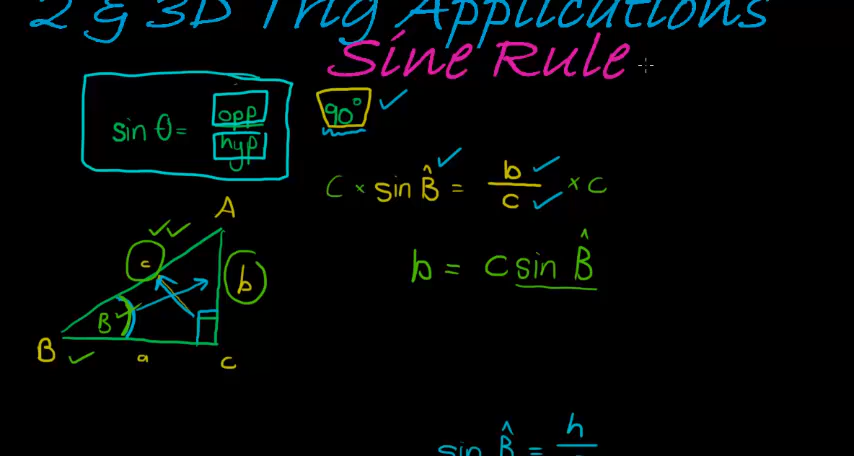 2 & 3D Trig Applications
Sine Rule
sin θ = opp/hyp
90°
C × sin B̂ = b/c × c
b = c sin B̂
A
c
b
B
B
a
C
sin B̂ = h